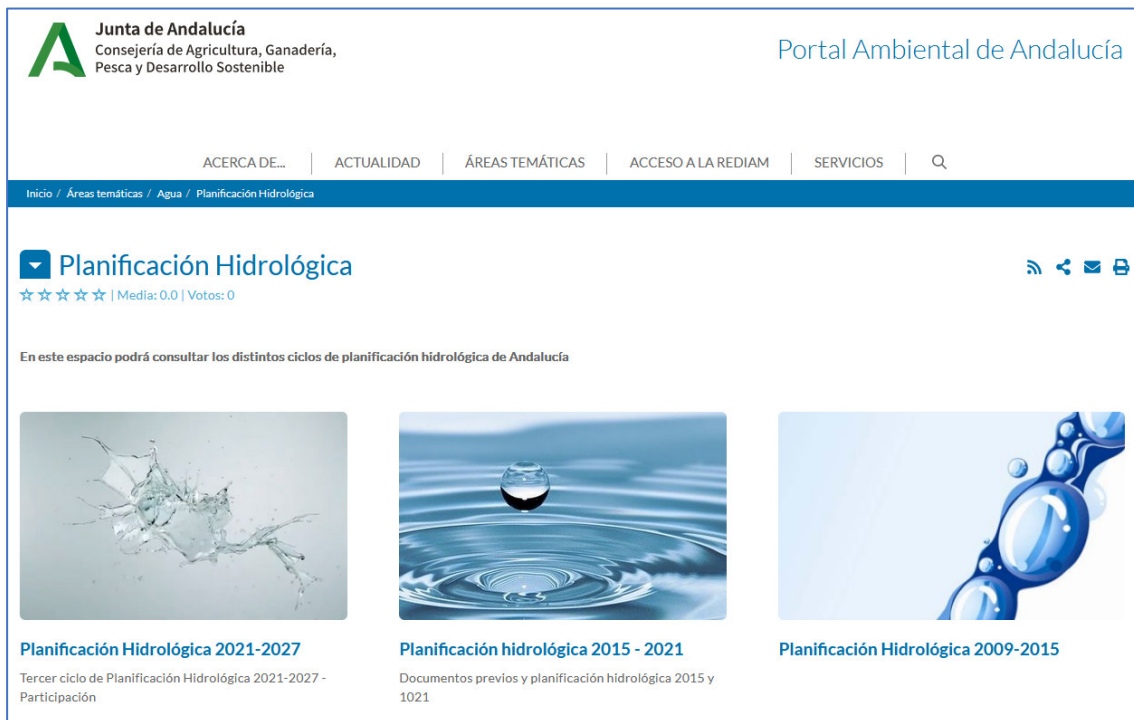 Junta de Andalucía
Consejería de Agricultura, Ganadería,
Pesca y Desarrollo Sostenible
Portal Ambiental de Andalucía
ACERCA DE... ACTUALIDAD ÁREAS TEMÁTICAS ACCESO A LA REDIAM SERVICIOS
Inicio / Áreas temáticas / Agua / Planificación Hidrológica
Planificación Hidrológica
| Media: 0.0 | Votos: 0
En este espacio podrá consultar los distintos ciclos de planificación hidrológica de Andalucía
Planificación Hidrológica 2021-2027
Tercer ciclo de Planificación Hidrológica 2021-2027 -
Participación
Planificación hidrológica 2015 - 2021
Documentos previos y planificación hidrológica 2015 y
1021
Planificación Hidrológica 2009-2015